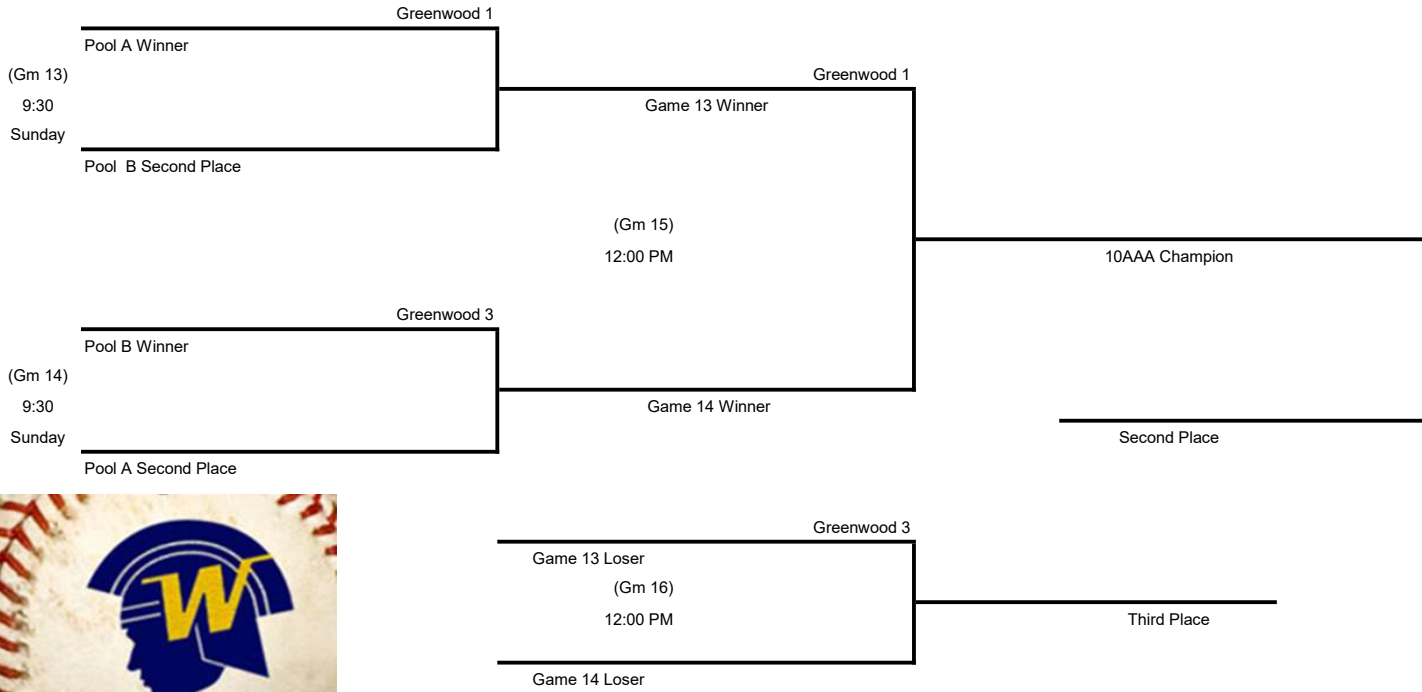 Greenwood 1
Pool A Winner
(Gm 13)
Greenwood 1
9:30
Game 13 Winner
Sunday
Pool B Second Place
(Gm 15)
12:00 PM
10AAA Champion
Greenwood 3
Pool B Winner
(Gm 14)
9:30
Game 14 Winner
Sunday
Second Place
Pool A Second Place
Greenwood 3
Game 13 Loser
(Gm 16)
12:00 PM
Third Place
Game 14 Loser
W